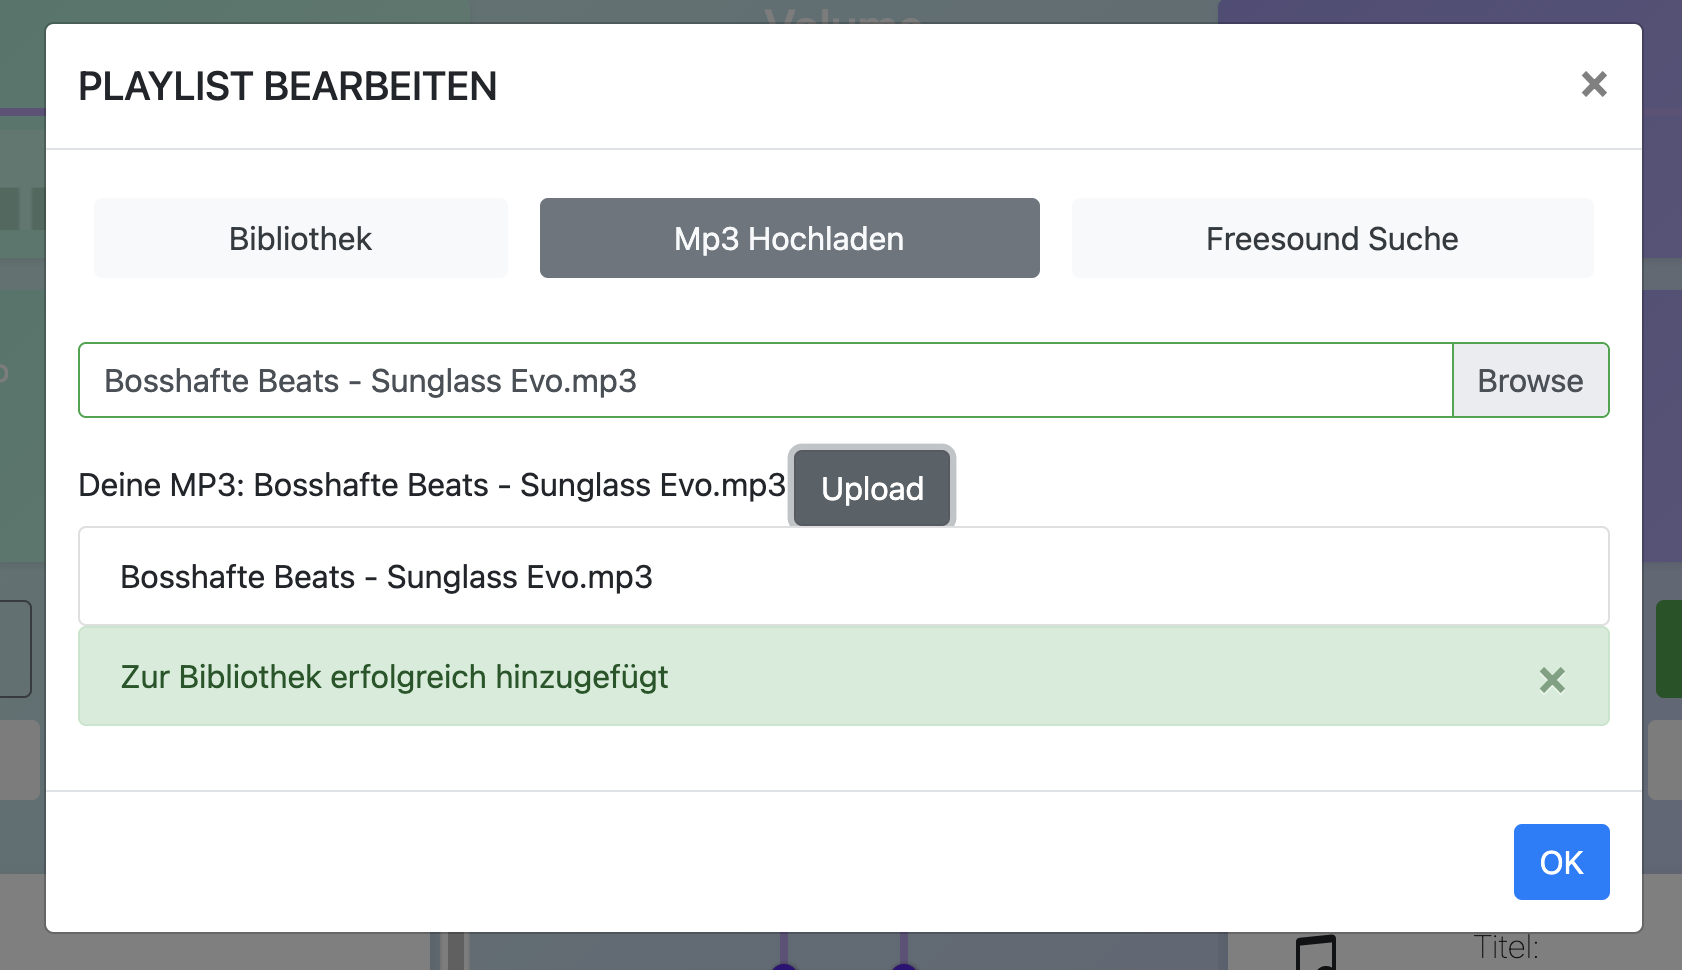 Volume
PLAYLIST BEARBEITEN
×
Bibliothek
Mp3 Hochladen
Freesound Suche
Bosshafte Beats - Sunglass Evo.mp3
Browse
Deine MP3: Bosshafte Beats - Sunglass Evo.mp3
Upload
Bosshafte Beats - Sunglass Evo.mp3
Zur Bibliothek erfolgreich hinzugefügt
×
OK
Titel: